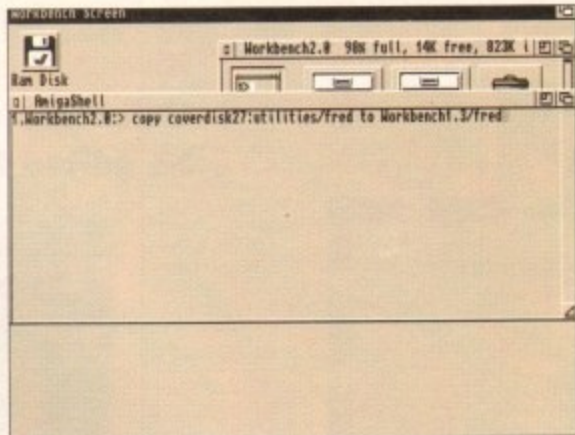 Workbench Screen
Ram Disk
Workbench2.0 98% full, 14K free, 823K i
AmigaShell
1.Workbench2.0:> copy coverdisk27:utilities/fred to Workbench1.3/fred